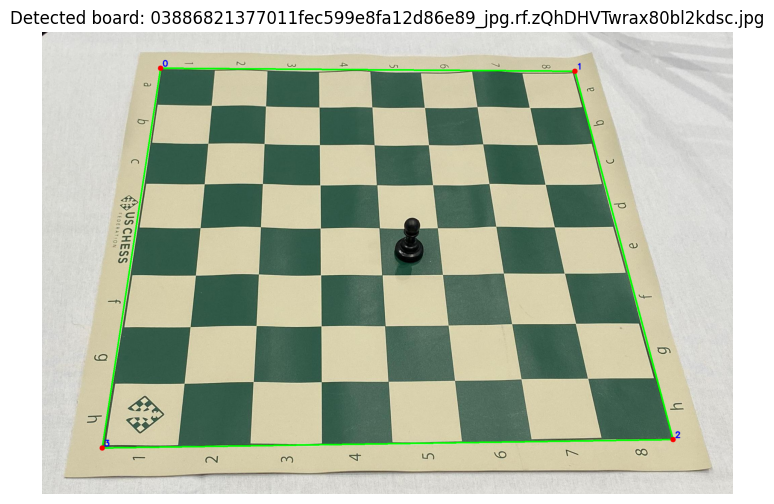 Detected board: 03886821377011fec599e8fa12d86e89_jpg.rf.zQhDHVTwrax80bl2kdsc.jpg
0 1 2 3 4 5 6 7 8 1
a a
b b
c c
d
US CHESS
FEDERATION
e
f f
g g
h h
3 2
1 2 3 4 5 6 7 8